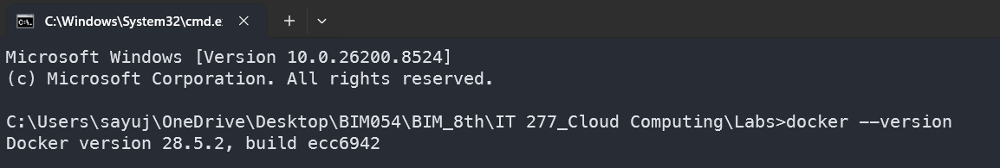 C:\Windows\System32\cmd.e
Microsoft Windows [Version 10.0.26200.8524]
(c) Microsoft Corporation. All rights reserved.
C:\Users\sayuj\OneDrive\Desktop\BIM054\BIM_8th\IT 277_Cloud Computing\Labs>docker --version
Docker version 28.5.2, build ecc6942